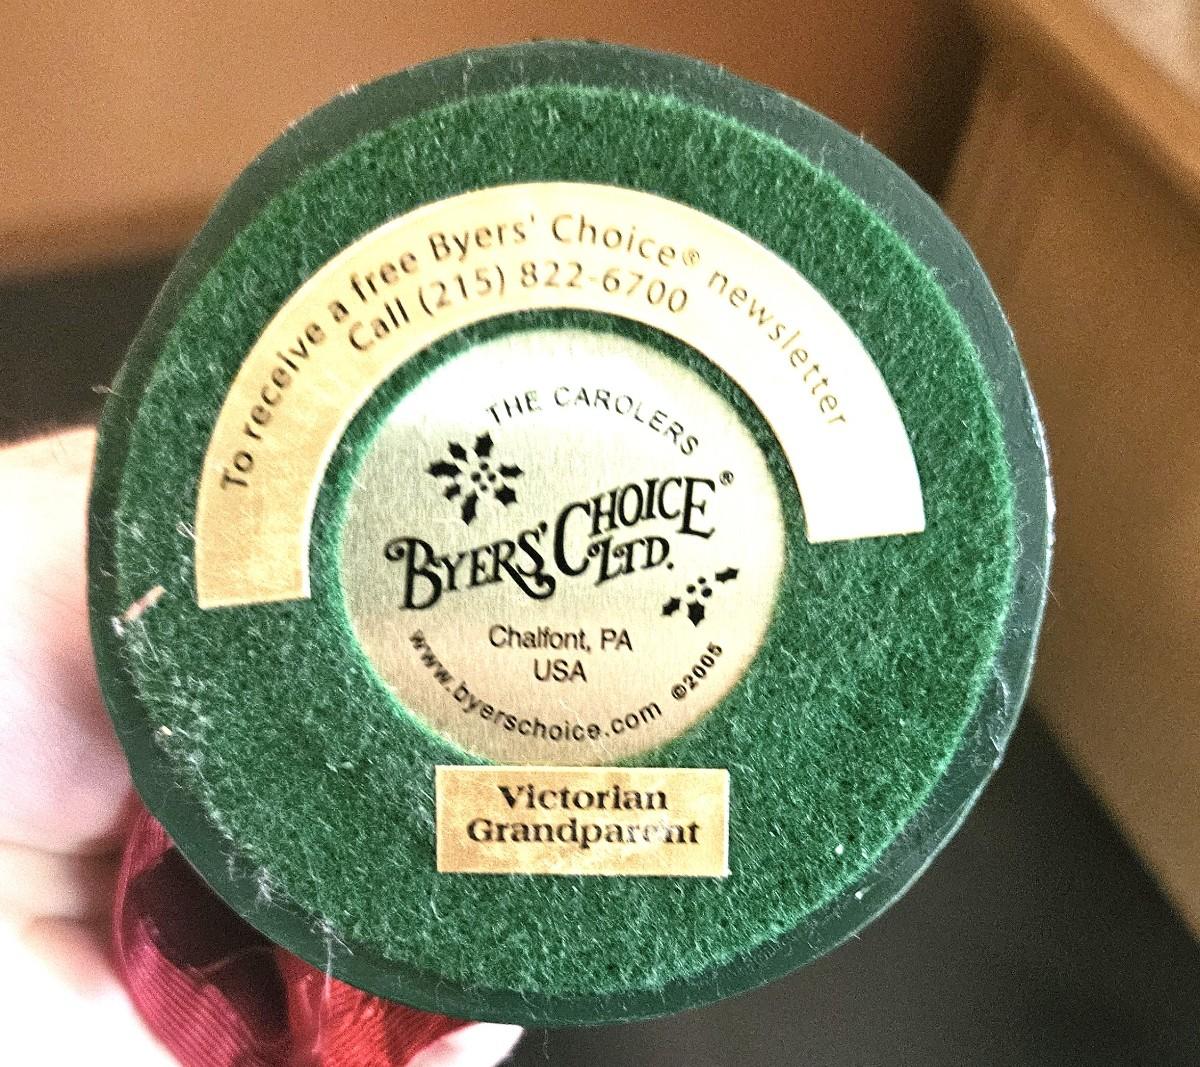 To receive a free Byers' Choice® newsletter
Call (215) 822-6700
THE CAROLERS
®
BYERS' CHOICE
LTD.
Chalfont, PA
USA
www.byerschoice.com ©2005
Victorian
Grandparent